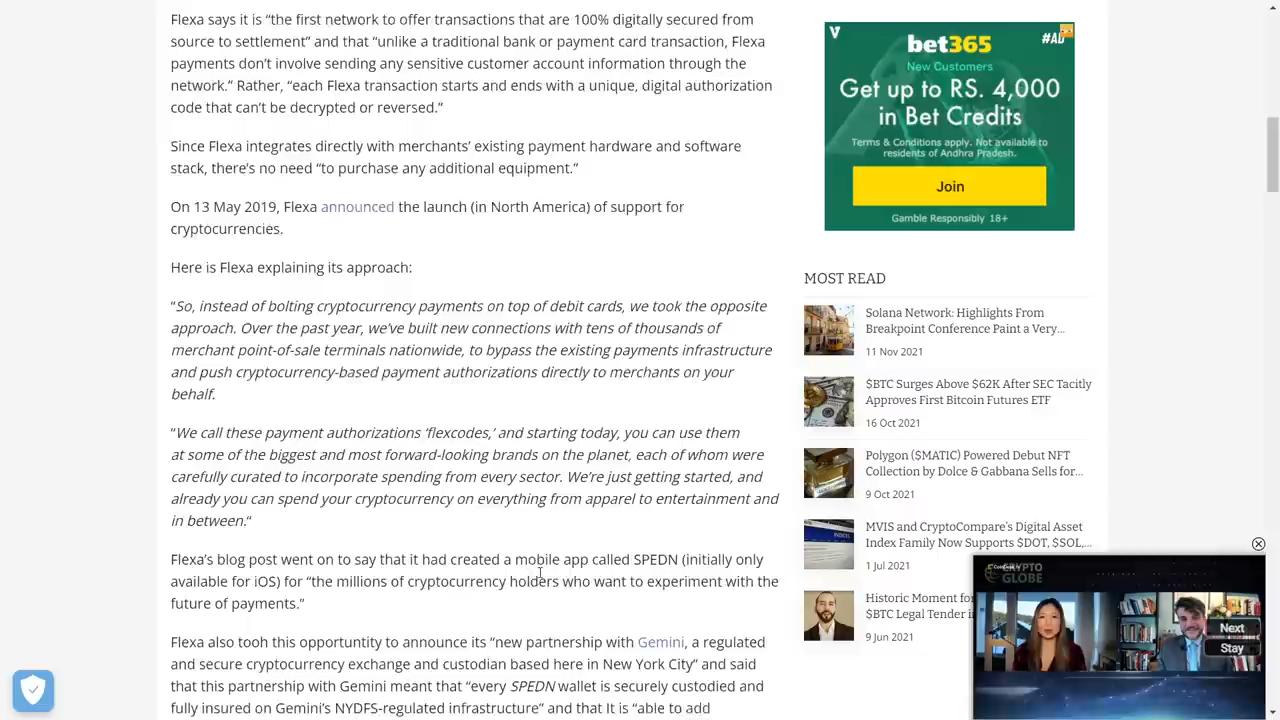 Flexa says it is “the first network to offer transactions that are 100% digitally secured from
source to settlement” and that “unlike a traditional bank or payment card transaction, Flexa
payments don’t involve sending any sensitive customer account information through the
network.“ Rather, “each Flexa transaction starts and ends with a unique, digital authorization
code that can’t be decrypted or reversed.“
Since Flexa integrates directly with merchants’ existing payment hardware and software
stack, there’s no need “to purchase any additional equipment.”
On 13 May 2019, Flexa announced the launch (in North America) of support for
cryptocurrencies.
Here is Flexa explaining its approach:
“So, instead of bolting cryptocurrency payments on top of debit cards, we took the opposite
approach. Over the past year, we’ve built new connections with tens of thousands of
merchant point-of-sale terminals nationwide, to bypass the existing payments infrastructure
and push cryptocurrency-based payment authorizations directly to merchants on your
behalf.
“We call these payment authorizations ‘flexcodes,’ and starting today, you can use them
at some of the biggest and most forward-looking brands on the planet, each of whom were
carefully curated to incorporate spending from every sector. We’re just getting started, and
already you can spend your cryptocurrency on everything from apparel to entertainment and
in between.“
Flexa’s blog post went on to say that it had created a mobile app called SPEDN (initially only
available for iOS) for “the millions of cryptocurrency holders who want to experiment with the
future of payments.”
Flexa also tooh this opportunity to announce its “new partnership with Gemini, a regulated
and secure cryptocurrency exchange and custodian based here in New York City” and said
that this partnership with Gemini meant that “every SPEDN wallet is securely custodied and
fully insured on Gemini’s NYDFS-regulated infrastructure” and that It is “able to add
bet365
#AD
New Customers
Get up to RS. 4,000
in Bet Credits
Terms & Conditions apply. Not available to
residents of Andhra Pradesh.
Join
Gamble Responsibly 18+
MOST READ
Solana Network: Highlights From
Breakpoint Conference Paint a Very...
11 Nov 2021
$BTC Surges Above $62K After SEC Tacitly
Approves First Bitcoin Futures ETF
16 Oct 2021
Polygon ($MATIC) Powered Debut NFT
Collection by Dolce & Gabbana Sells for...
9 Oct 2021
MVIS and CryptoCompare’s Digital Asset
Index Family Now Supports $DOT, $SOL,...
1 Jul 2021
Historic Moment for
$BTC Legal Tender i
9 Jun 2021
CRYPTO
GLOBE
Next
Stay